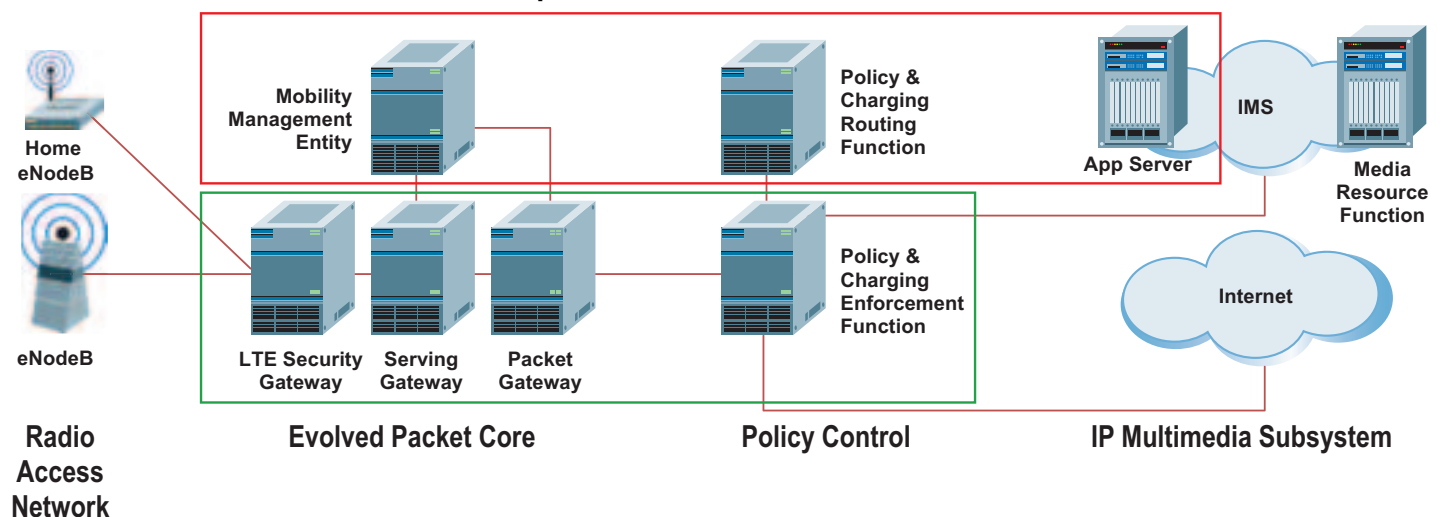 Home
eNodeB
eNodeB
Radio
Access
Network
Mobility
Management
Entity
LTE Security
Gateway
Serving
Gateway
Packet
Gateway
Evolved Packet Core
Policy &
Charging
Routing
Function
Policy &
Charging
Enforcement
Function
Policy Control
App Server
IMS
Media
Resource
Function
Internet
IP Multimedia Subsystem